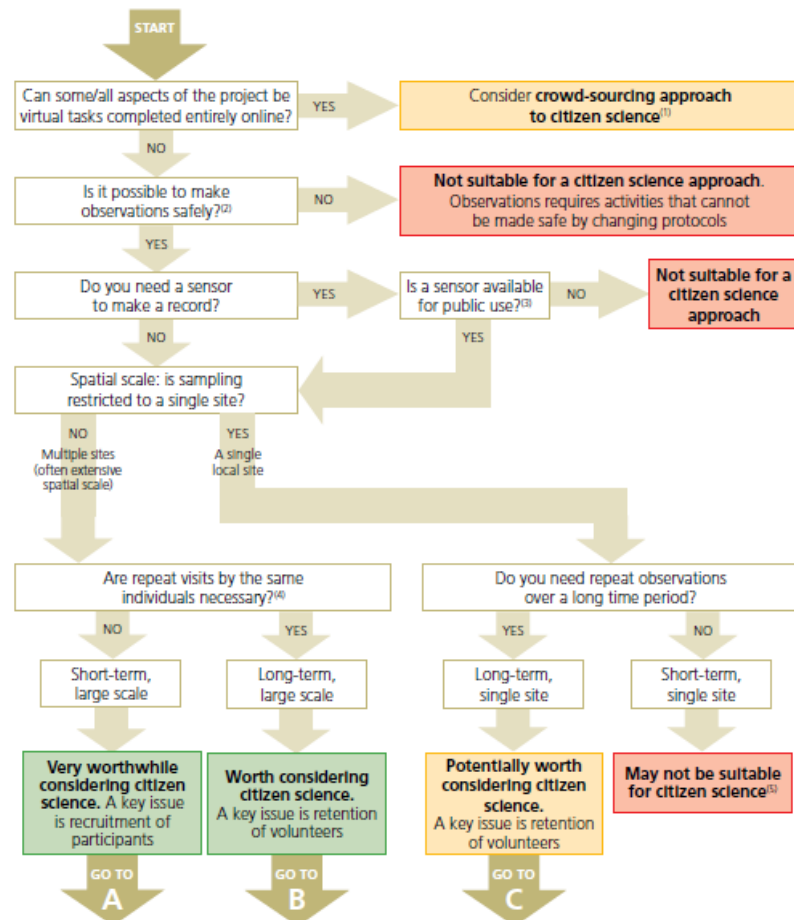 START
Can some/all aspects of the project be
virtual tasks completed entirely online?
YES
Consider crowd-sourcing approach
to citizen science(1)
NO
Is it possible to make
observations safely?(2)
NO
Not suitable for a citizen science approach.
Observations requires activities that cannot
be made safe by changing protocols
YES
Do you need a sensor
to make a record?
YES
Is a sensor available
for public use?(3)
NO
Not suitable for a
citizen science
approach
NO
YES
Spatial scale: is sampling
restricted to a single site?
NO
Multiple sites
(often extensive
spatial scale)
YES
A single
local site
Are repeat visits by the same
individuals necessary?(4)
Do you need repeat observations
over a long time period?
NO
YES
YES
NO
Short-term,
large scale
Long-term,
large scale
Long-term,
single site
Short-term,
single site
Very worthwhile
considering citizen
science. A key issue
is recruitment of
participants
Worth considering
citizen science.
A key issue is retention
of volunteers
Potentially worth
considering citizen
science.
A key issue is retention
of volunteers
May not be suitable
for citizen science(5)
GO TO
A
GO TO
B
GO TO
C